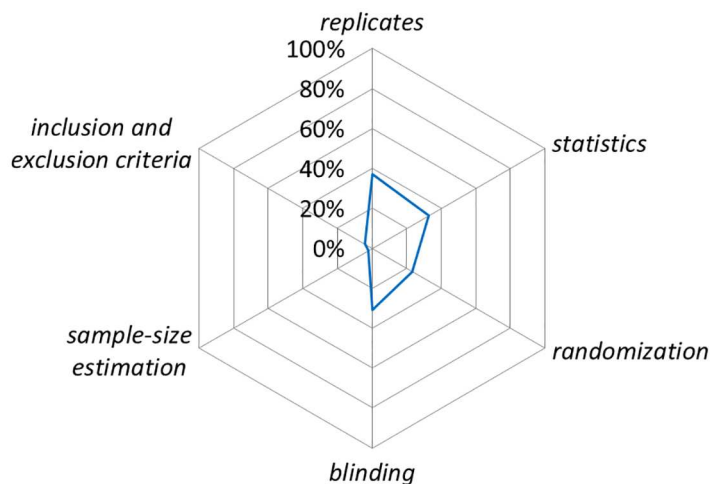 replicates
100%
80%
60%
40%
20%
0%
inclusion and
exclusion criteria
statistics
sample-size
estimation
randomization
blinding